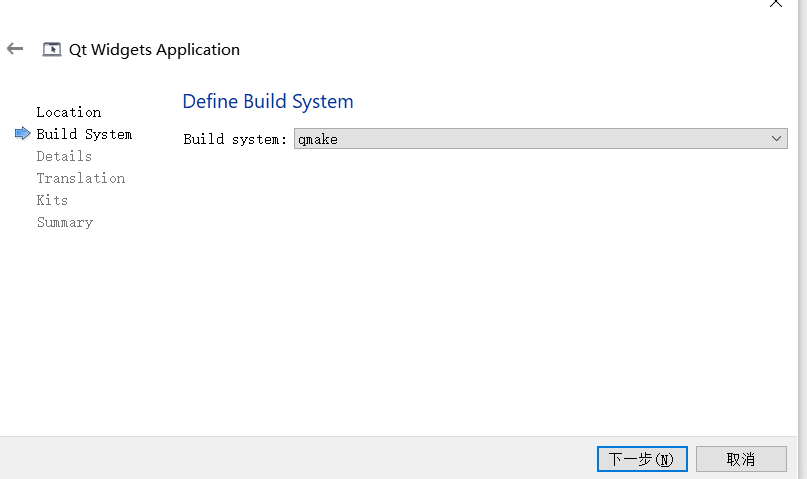 Qt Widgets Application
Define Build System
Location
Build System
Details
Translation
Kits
Summary
Build system: qmake
下一步(N)
取消